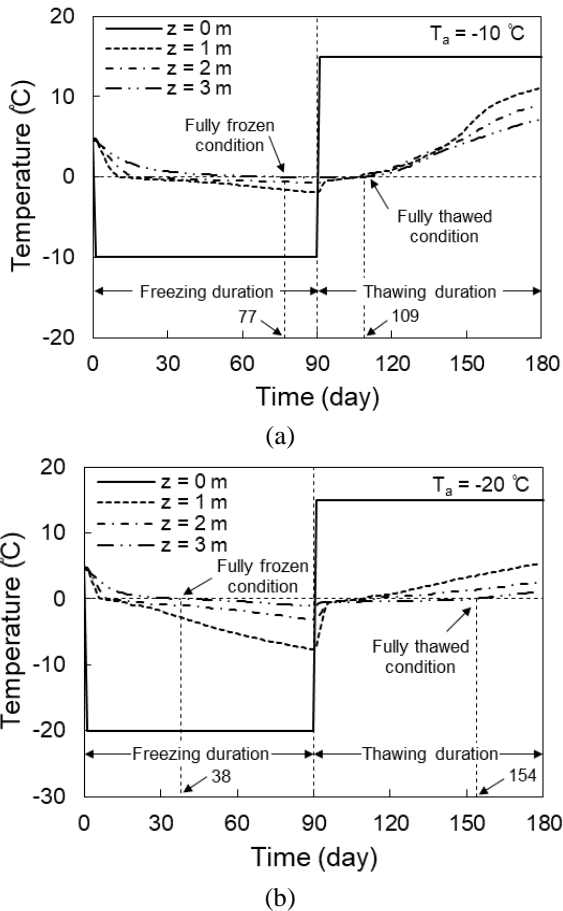 20
z = 0 m
T_a = -10 ℃
z = 1 m
z = 2 m
10
z = 3 m
Fully frozen
condition
0
Fully thawed
condition
-10
Freezing duration
Thawing duration
77
109
-20
0 30 60 90 120 150 180
Temperature (℃)
Time (day)
(a)
20
z = 0 m
T_a = -20 ℃
z = 1 m
10
z = 2 m
z = 3 m
Fully frozen
condition
0
Fully thawed
condition
-10
-20
Freezing duration
Thawing duration
38
154
-30
0 30 60 90 120 150 180
Temperature (℃)
Time (day)
(b)